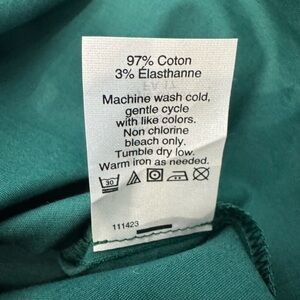 97% Coton
3% Élasthanne
Machine wash cold,
gentle cycle
with like colors.
Non chlorine
bleach only.
Tumble dry low.
Warm iron as needed.
30
111423